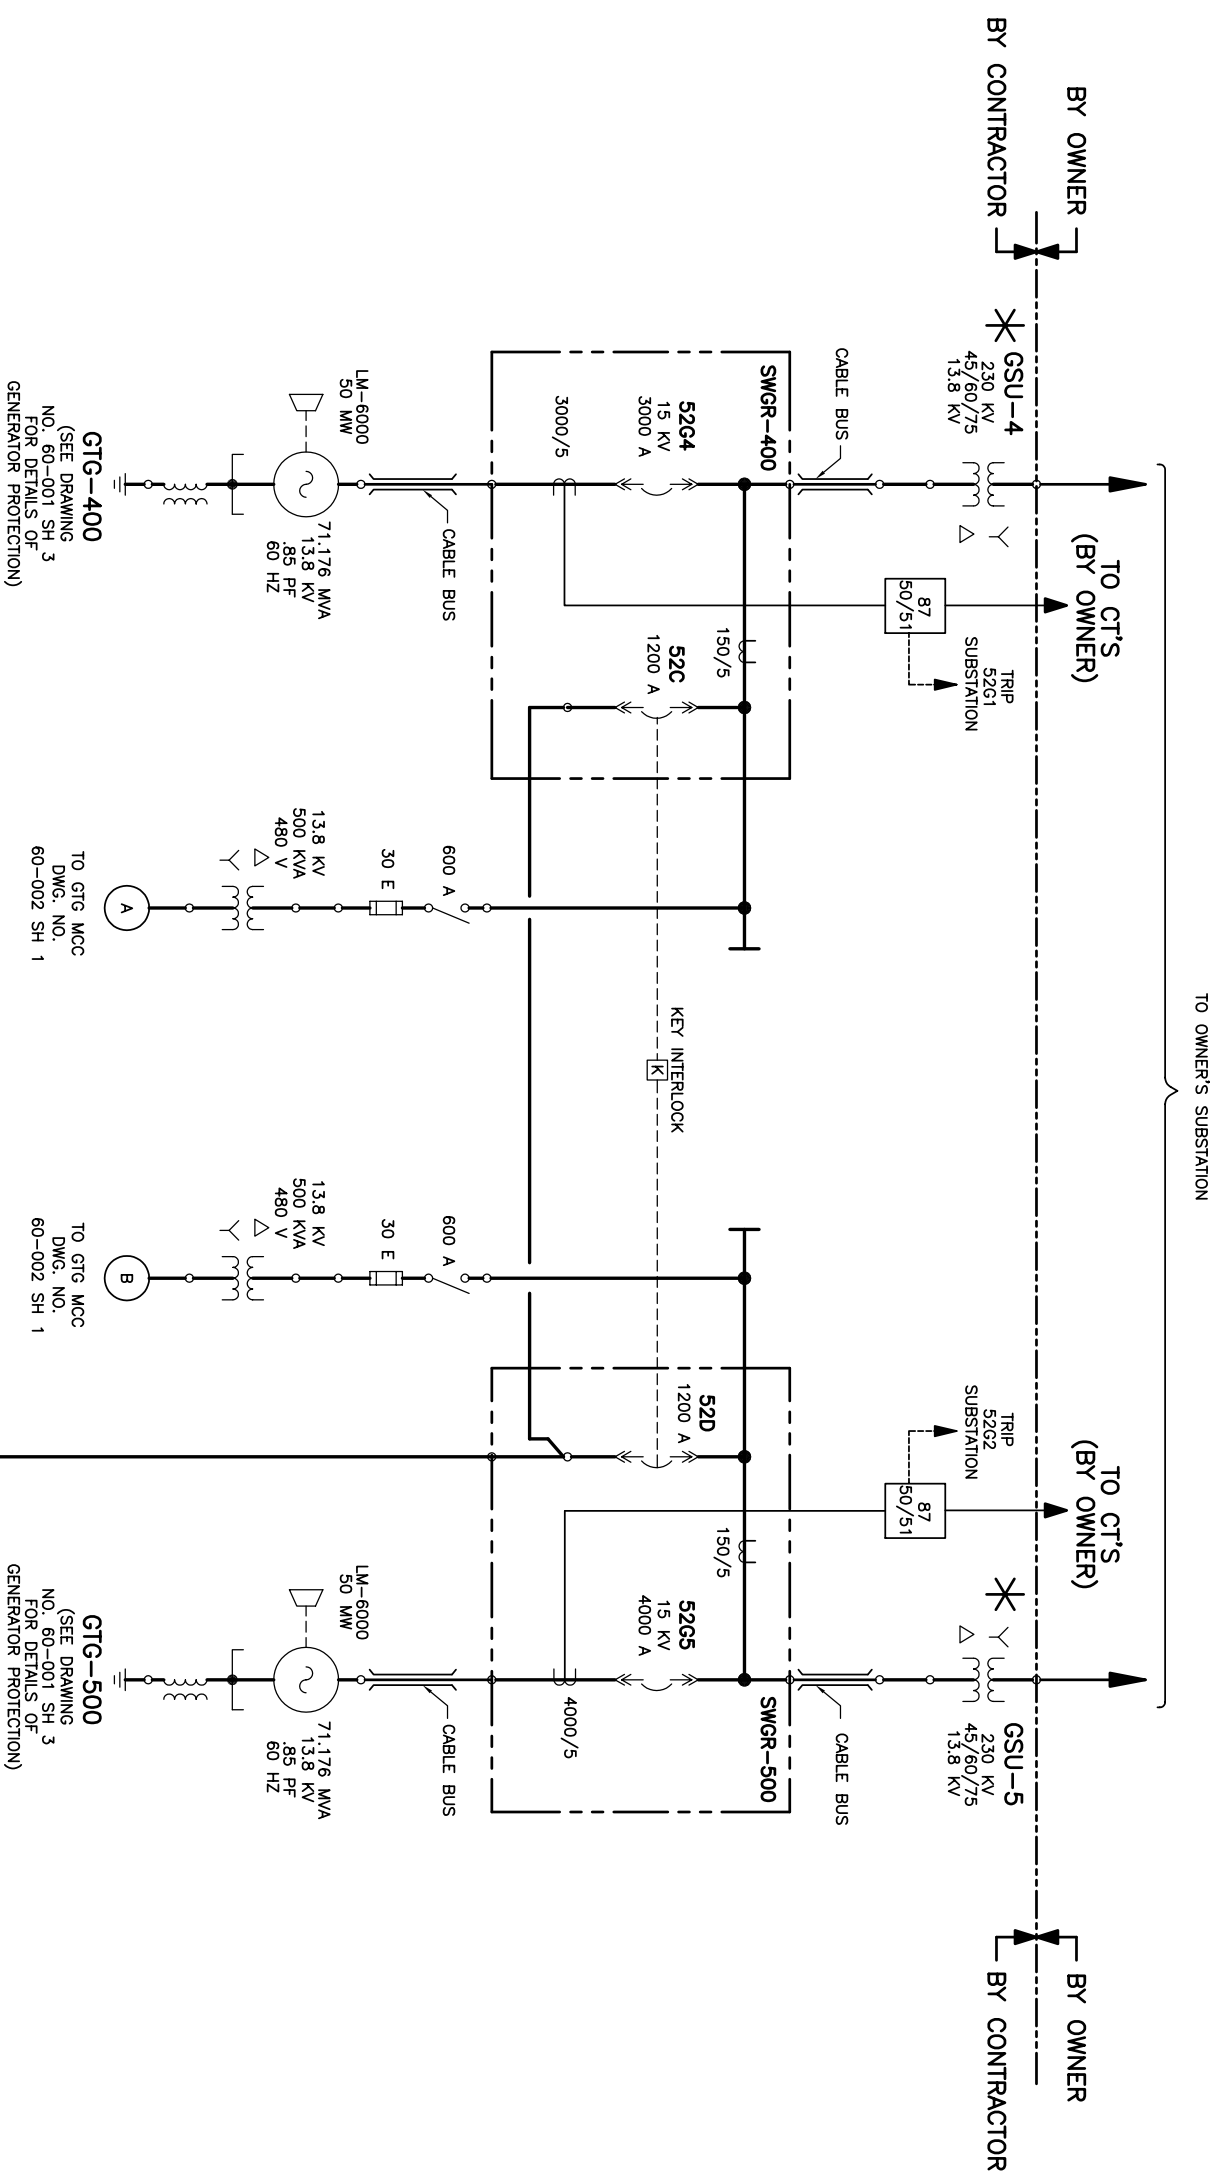 TO OWNER'S SUBSTATION
BY OWNER
BY CONTRACTOR
BY OWNER
BY CONTRACTOR
GSU-4
230 KV
45/60/75
13.8 KV
TO CT'S
(BY OWNER)
87
50/51
TRIP
52G1
SUBSTATION
CABLE BUS
SWGR-400
52G4
15 KV
3000 A
3000/5
150/5
52C
1200 A
CABLE BUS
LM-6000
50 MW
71.176 MVA
13.8 KV
.85 PF
60 HZ
GTG-400
(SEE DRAWING
NO. 60-001 SH 3
FOR DETAILS OF
GENERATOR PROTECTION)
600 A
30 E
13.8 KV
500 KVA
480 V
A
TO GTG MCC
DWG. NO.
60-002 SH 1
KEY INTERLOCK
K
600 A
30 E
13.8 KV
500 KVA
480 V
B
TO GTG MCC
DWG. NO.
60-002 SH 1
TRIP
52G2
SUBSTATION
87
50/51
TO CT'S
(BY OWNER)
GSU-5
230 KV
45/60/75
13.8 KV
CABLE BUS
SWGR-500
52D
1200 A
150/5
52G5
15 KV
4000 A
4000/5
CABLE BUS
LM-6000
50 MW
71.176 MVA
13.8 KV
.85 PF
60 HZ
GTG-500
(SEE DRAWING
NO. 60-001 SH 3
FOR DETAILS OF
GENERATOR PROTECTION)